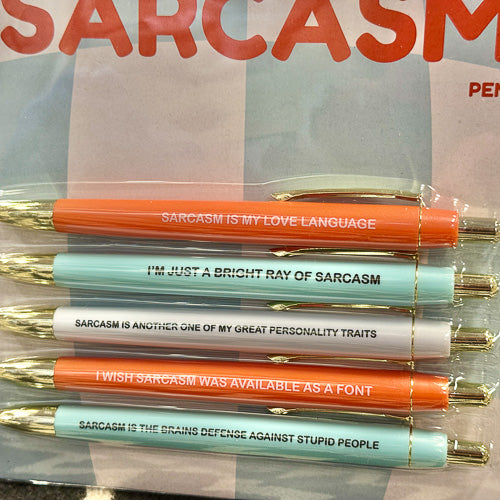 SARCASM
PEN
SARCASM IS MY LOVE LANGUAGE
I'M JUST A BRIGHT RAY OF SARCASM
SARCASM IS ANOTHER ONE OF MY GREAT PERSONALITY TRAITS
I WISH SARCASM WAS AVAILABLE AS A FONT
SARCASM IS THE BRAINS DEFENSE AGAINST STUPID PEOPLE